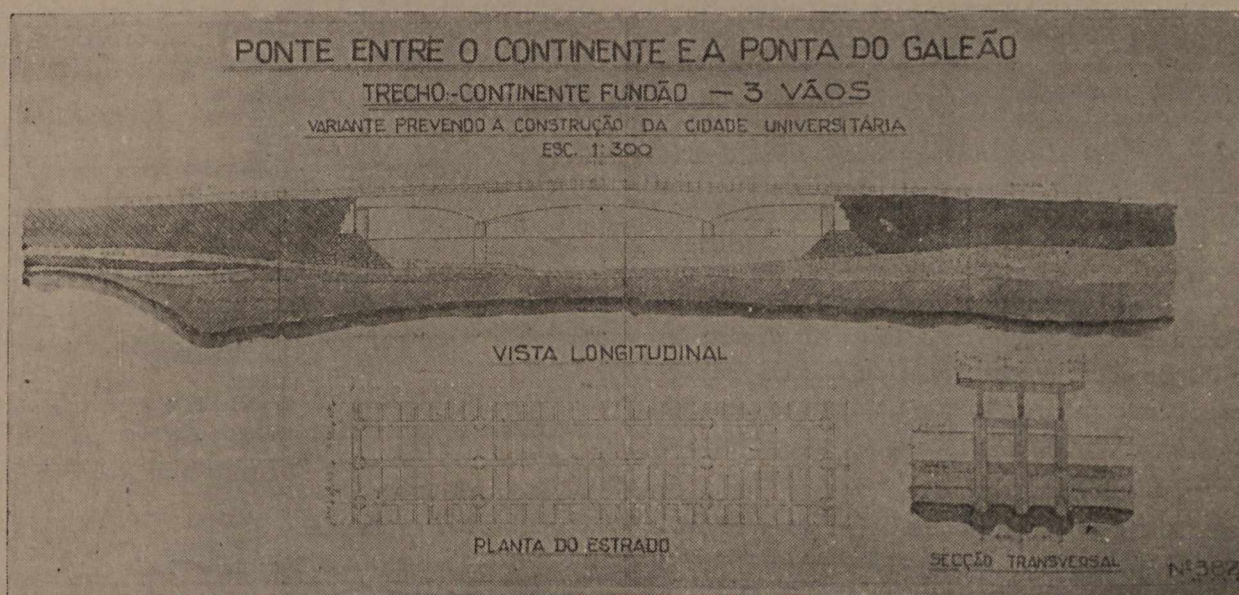 PONTE ENTRE O CONTINENTE E A PONTA DO GALEÃO
TRECHO:-CONTINENTE FUNDÃO - 3 VÃOS
VARIANTE PREVENDO A CONSTRUÇÃO DA CIDADE UNIVERSITÁRIA
ESC. 1:300
VISTA LONGITUDINAL
PLANTA DO ESTRADO
SECÇÃO TRANSVERSAL